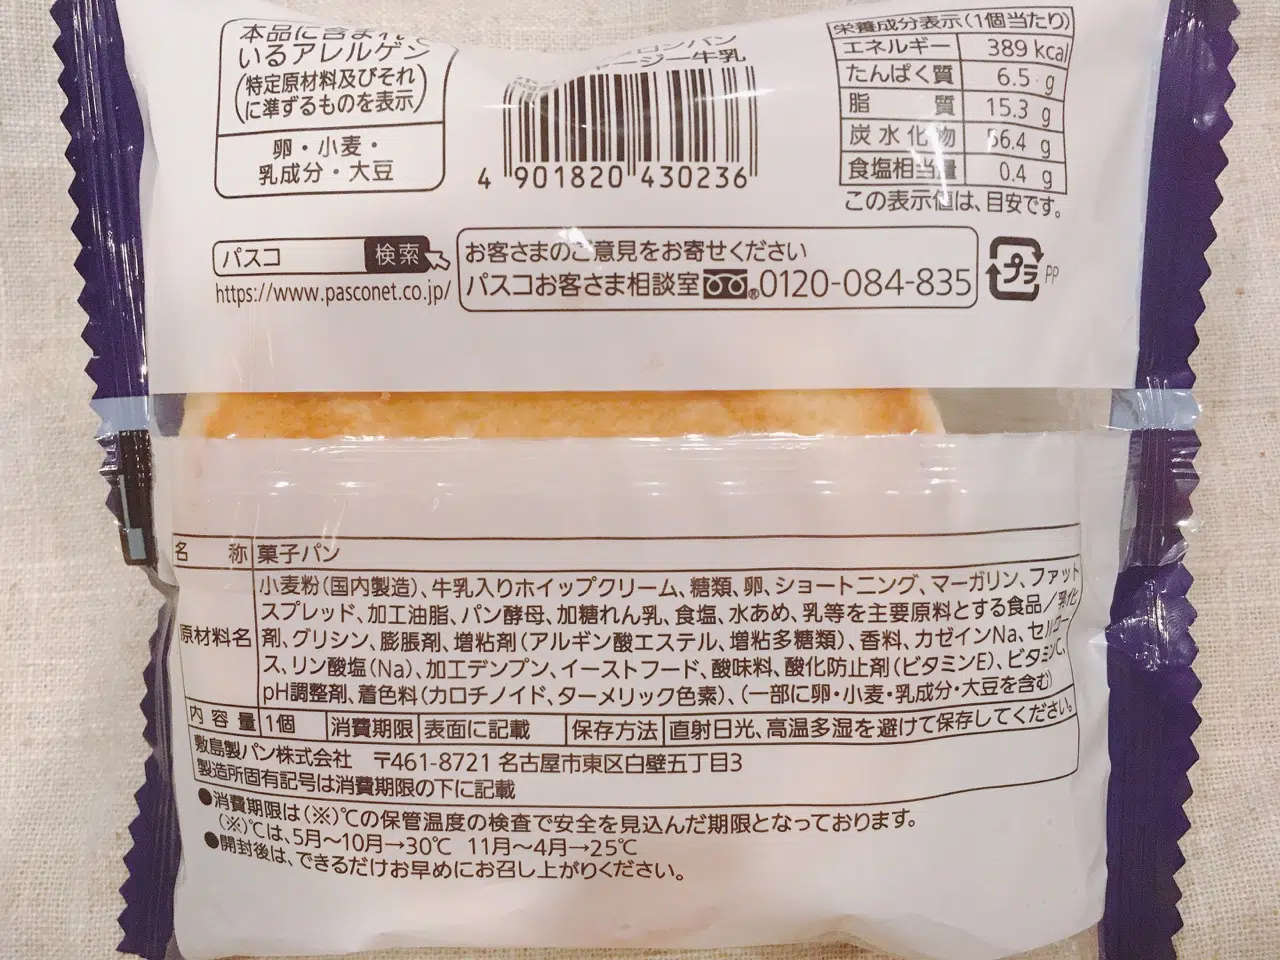 本品に含まれて
いるアレルゲン
(特定原材料及びそれ
に準ずるものを表示)
卵・小麦・
乳成分・大豆
メロンパン
ジャージー牛乳
4 901820 430236
栄養成分表示(1個当たり)
エネルギー 389 kcal
たんぱく質 6.5 g
脂質 15.3 g
炭水化物 56.4 g
食塩相当量 0.4 g
この表示値は、目安です。
パスコ 検索
https://www.pasconet.co.jp/
お客さまのご意見をお寄せください
パスコお客さま相談室 ®0120-084-835
プラ PP
名称 菓子パン
原材料名 小麦粉(国内製造)、牛乳入りホイップクリーム、糖類、卵、ショートニング、マーガリン、ファット
スプレッド、加工油脂、パン酵母、加糖れん乳、食塩、水あめ、乳等を主要原料とする食品/乳化
剤、グリシン、膨脹剤、増粘剤(アルギン酸エステル、増粘多糖類)、香料、カゼインNa、セルロー
ス、リン酸塩(Na)、加工デンプン、イーストフード、酸味料、酸化防止剤(ビタミンE)、ビタミンC、
pH調整剤、着色料(カロチノイド、ターメリック色素)、(一部に卵・小麦・乳成分・大豆を含む)
内容量 1個 消費期限 表面に記載 保存方法 直射日光、高温多湿を避けて保存してください。
敷島製パン株式会社 〒461-8721 名古屋市東区白壁五丁目3
製造所固有記号は消費期限の下に記載
●消費期限は(※)℃の保管温度の検査で安全を見込んだ期限となっております。
(※)℃は、5月～10月→30℃ 11月～4月→25℃
●開封後は、できるだけお早めにお召し上がりください。